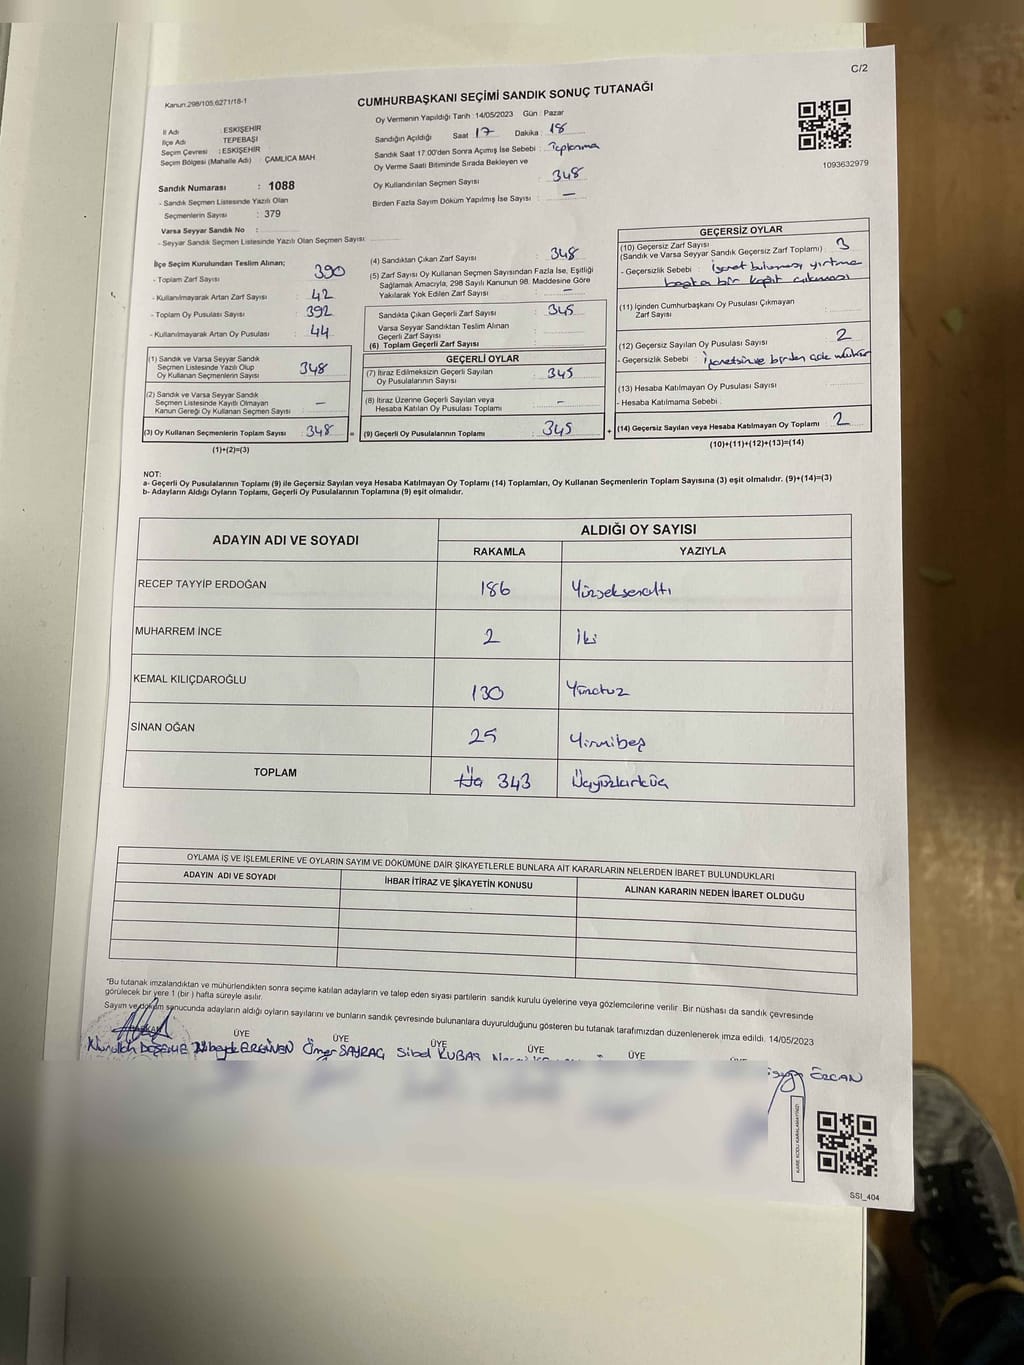 C/2
Kanun:298/105,6271/18-1
CUMHURBAŞKANI SEÇİMİ SANDIK SONUÇ TUTANAĞI
Oy Vermenin Yapıldığı Tarih : 14/05/2023 Gün : Pazar
İl Adı : ESKİŞEHİR
İlçe Adı : TEPEBAŞI
Seçim Çevresi : ESKİŞEHİR
Seçim Bölgesi (Mahalle Adı) : ÇAMLICA MAH.
Sandığın Açıldığı Saat 17 Dakika : 18
Sandık Saat 17.00'den Sonra Açımış İse Sebebi : Toplanma
Oy Verme Saati Bitiminde Sırada Bekleyen ve
Oy Kullandırılan Seçmen Sayısı : 348
Birden Fazla Sayım Döküm Yapılmış İse Sayısı : —
1093632979
Sandık Numarası : 1088
- Sandık Seçmen Listesinde Yazılı Olan
Seçmenlerin Sayısı : 379
Varsa Seyyar Sandık No :
- Seyyar Sandık Listesinde Yazılı Olan Seçmen Sayısı:
İlçe Seçim Kurulundan Teslim Alınan;
- Toplam Zarf Sayısı : 390
- Kullanılmayarak Artan Zarf Sayısı : 42
- Toplam Oy Pusulası Sayısı : 392
- Kullanılmayarak Artan Oy Pusulası : 44
(1) Sandık ve Varsa Seyyar Sandık
Seçmen Listesinde Yazılı Olup
Oy Kullanan Seçmenlerin Sayısı : 348
(2) Sandık ve Varsa Seyyar Sandık
Seçmen Listesinde Kayıtlı Olmayan
Kanun Gereği Oy Kullanan Seçmen Sayısı : —
(3) Oy Kullanan Seçmenlerin Toplam Sayısı : 348
(1)+(2)=(3)
(4) Sandıktan Çıkan Zarf Sayısı : 348
(5) Zarf Sayısı Oy Kullanan Seçmen Sayısından Fazla İse, Eşitliği
Sağlamak Amacıyla, 298 Sayılı Kanunun 98. Maddesine Göre
Yakılarak Yok Edilen Zarf Sayısı : —
Sandıkta Çıkan Geçerli Zarf Sayısı : 345
Varsa Seyyar Sandıktan Teslim Alınan
Geçerli Zarf Sayısı :
(6) Toplam Geçerli Zarf Sayısı :
GEÇERLİ OYLAR
(7) İtiraz Edilmeksizin Geçerli Sayılan
Oy Pusulalarının Sayısı : 345
(8) İtiraz Üzerine Geçerli Sayılan veya
Hesaba Katılan Oy Pusulası Toplamı : -
= (9) Geçerli Oy Pusulalarının Toplamı : 345
GEÇERSİZ OYLAR
(10) Geçersiz Zarf Sayısı
(Sandık ve Varsa Seyyar Sandık Geçersiz Zarf Toplamı) : 3
- Geçersizlik Sebebi : işaret bulunması, yırtma
başka bir kağıt çıkması
(11) İçinden Cumhurbaşkanı Oy Pusulası Çıkmayan
Zarf Sayısı :
(12) Geçersiz Sayılan Oy Pusulası Sayısı : 2
- Geçersizlik Sebebi : birden mühür
(13) Hesaba Katılmayan Oy Pusulası Sayısı :
- Hesaba Katılmama Sebebi :
+ (14) Geçersiz Sayılan veya Hesaba Katılmayan Oy Toplamı : 2
(10)+(11)+(12)+(13)=(14)
NOT:
a- Geçerli Oy Pusulalarının Toplamı (9) ile Geçersiz Sayılan veya Hesaba Katılmayan Oy Toplamı (14) Toplamları, Oy Kullanan Seçmenlerin Toplam Sayısına (3) eşit olmalıdır. (9)+(14)=(3)
b- Adayların Aldığı Oyların Toplamı, Geçerli Oy Pusulalarının Toplamına (9) eşit olmalıdır.
ADAYIN ADI VE SOYADI ALDIĞI OY SAYISI
RAKAMLA YAZIYLA
RECEP TAYYİP ERDOĞAN 186 Yüzseksenaltı
MUHARREM İNCE 2 İki
KEMAL KILIÇDAROĞLU 130 Yüzotuz
SİNAN OĞAN 25 Yirmibeş
TOPLAM 343 Üçyüzkırküç
OYLAMA İŞ VE İŞLEMLERİNE VE OYLARIN SAYIM VE DÖKÜMÜNE DAİR ŞİKAYETLERLE BUNLARA AİT KARARLARIN NELERDEN İBARET BULUNDUKLARI
ADAYIN ADI VE SOYADI İHBAR İTİRAZ VE ŞİKAYETİN KONUSU ALINAN KARARIN NEDEN İBARET OLDUĞU
*Bu tutanak imzalandıktan ve mühürlendikten sonra seçime katılan adayların ve talep eden siyasi partilerin sandık kurulu üyelerine veya gözlemcilerine verilir. Bir nüshası da sandık çevresinde
görülecek bir yere 1 (bir ) hafta süreyle asılır.
Sayım ve döküm sonucunda adayların aldığı oyların sayılarını ve bunların sandık çevresinde bulunanlara duyurulduğunu gösteren bu tutanak tarafımızdan düzenlenerek imza edildi. 14/05/2023
BAŞKAN ÜYE ÜYE ÜYE ÜYE ÜYE
Nurullah DÖŞEME ERGÜVEN Ömer SAYRAÇ Sibel KUBAŞ
ÖZCAN
KARE KODU KARALAMAYINIZ!
SSI_404